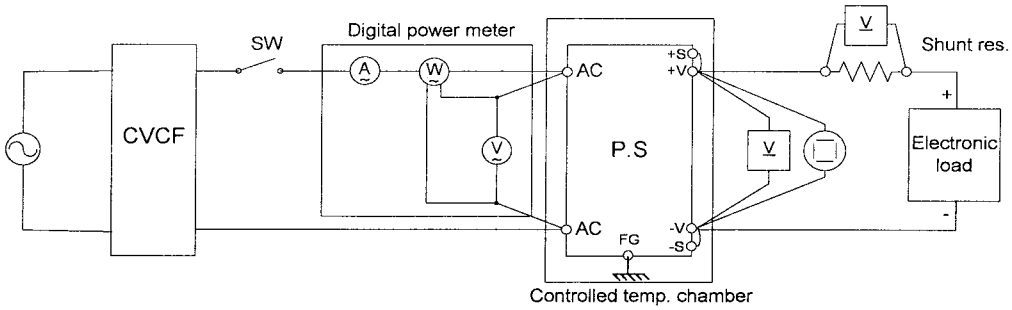 Digital power meter
SW
A
W
V
CVCF
AC
AC
P.S
+S
+V
-V
-S
FG
V
V
Shunt res.
+
Electronic
load
-
Controlled temp. chamber